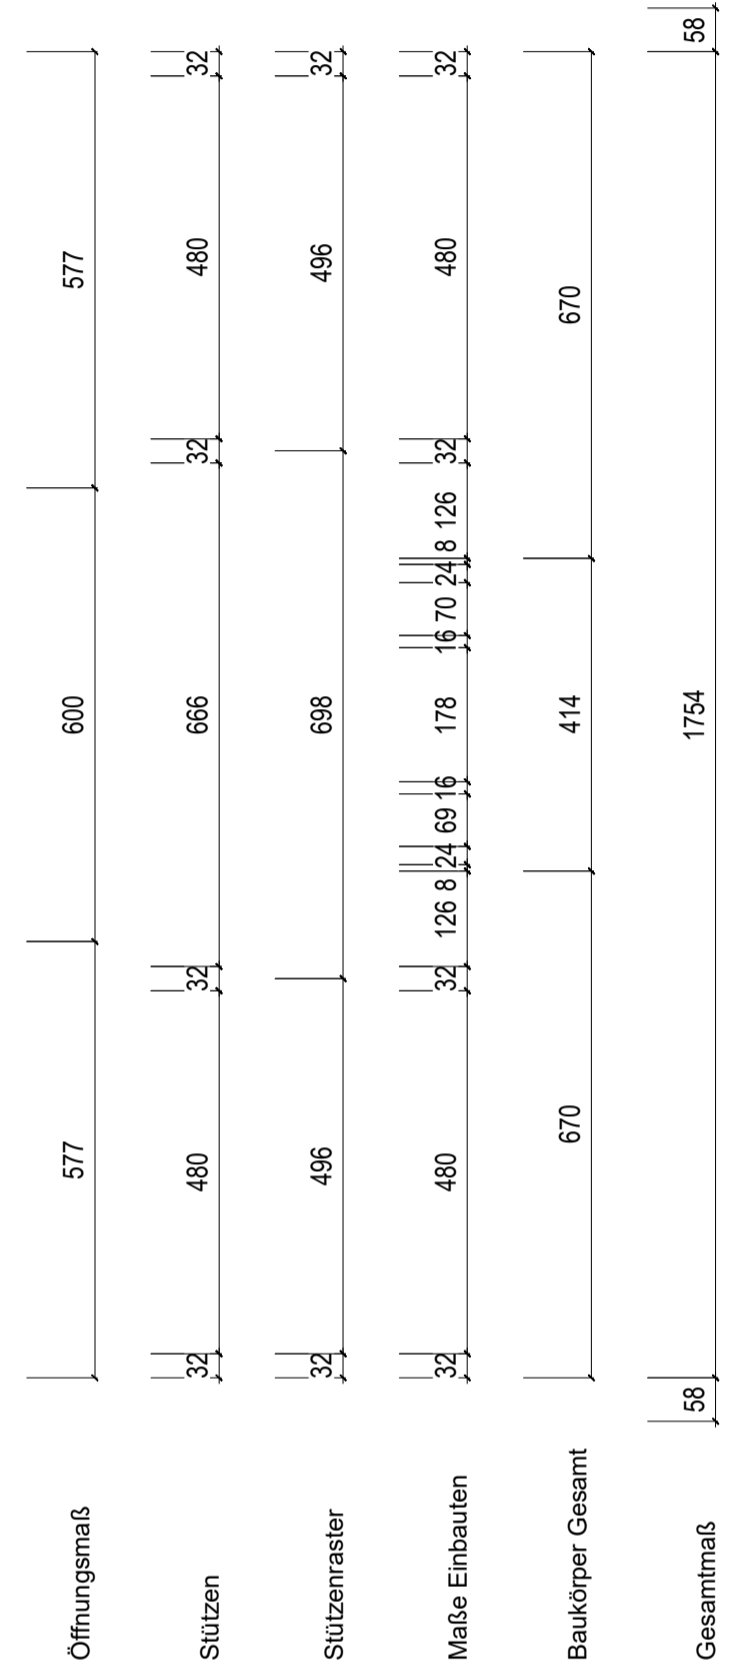 Öffnungsmaß 577 600 577
Stützen 32 480 32 666 32 480 32
Stützenraster 32 496 698 496 32
Maße Einbauten 32 480 32 126 8 24 69 16 178 16 70 24 8 126 32 480 32
Baukörper Gesamt 670 414 670
Gesamtmaß 58 1754 58